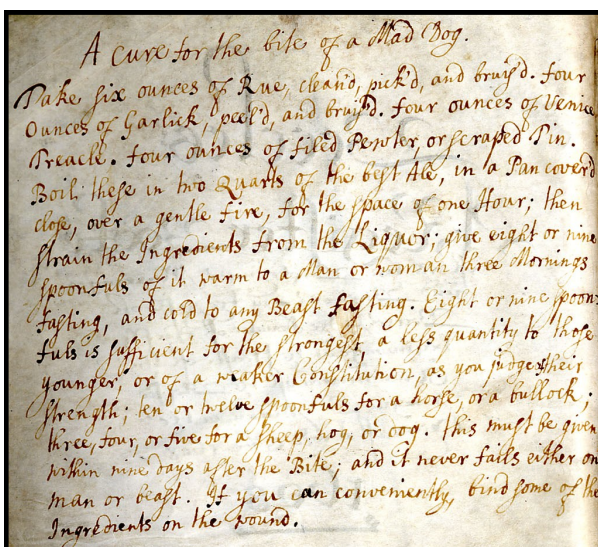 A cure for the bite of a Mad Dog.
Take six ounces of Rue, clean'd, pick'd, and bruis'd. four
Ounces of Garlick, peel'd, and bruis'd. four ounces of Venice
Treacle. four ounces of filed Pewter, or scraped Tin.
Boil these in two Quarts of the best Ale, in a Pan cover'd
close, over a gentle fire, for the space of one Hour; then
strain the Ingredients from the Liquor; give eight or nine
spoonfuls of it warm to a Man or woman three Mornings
fasting, and cold to any Beast fasting. Eight or nine spoon-
fuls is sufficient for the strongest, a less quantity to those
younger, or of a weaker Constitution, as you judge of their
strength; ten or twelve spoonfuls for a horse, or a bullock;
three, four, or five for a sheep, hog, or dog. this must be given
within nine days after the Bite; and it never fails either on
man or beast. If you can conveniently, bind some of the
Ingredients on the wound.